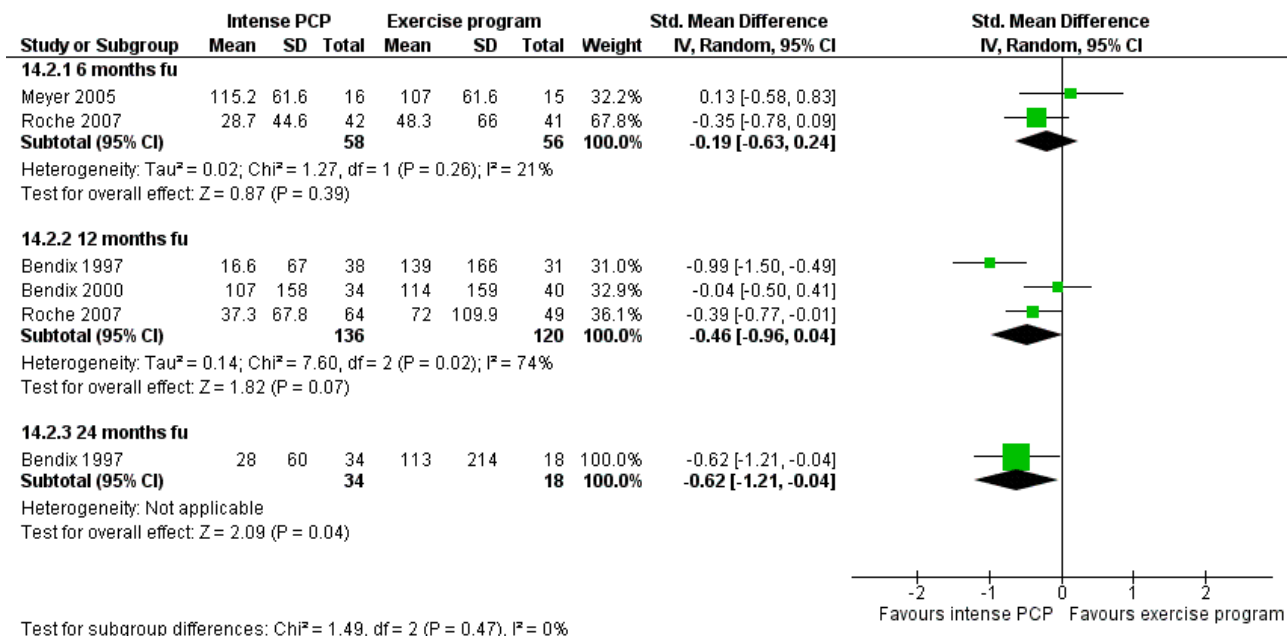 Intense PCP Exercise program Std. Mean Difference Std. Mean Difference
Study or Subgroup Mean SD Total Mean SD Total Weight IV, Random, 95% CI IV, Random, 95% CI
14.2.1 6 months fu
Meyer 2005 115.2 61.6 16 107 61.6 15 32.2% 0.13 [-0.58, 0.83]
Roche 2007 28.7 44.6 42 48.3 66 41 67.8% -0.35 [-0.78, 0.09]
Subtotal (95% CI) 58 56 100.0% -0.19 [-0.63, 0.24]
Heterogeneity: Tau² = 0.02; Chi² = 1.27, df = 1 (P = 0.26); I² = 21%
Test for overall effect: Z = 0.87 (P = 0.39)
14.2.2 12 months fu
Bendix 1997 16.6 67 38 139 166 31 31.0% -0.99 [-1.50, -0.49]
Bendix 2000 107 158 34 114 159 40 32.9% -0.04 [-0.50, 0.41]
Roche 2007 37.3 67.8 64 72 109.9 49 36.1% -0.39 [-0.77, -0.01]
Subtotal (95% CI) 136 120 100.0% -0.46 [-0.96, 0.04]
Heterogeneity: Tau² = 0.14; Chi² = 7.60, df = 2 (P = 0.02); I² = 74%
Test for overall effect: Z = 1.82 (P = 0.07)
14.2.3 24 months fu
Bendix 1997 28 60 34 113 214 18 100.0% -0.62 [-1.21, -0.04]
Subtotal (95% CI) 34 18 100.0% -0.62 [-1.21, -0.04]
Heterogeneity: Not applicable
Test for overall effect: Z = 2.09 (P = 0.04)
-2 -1 0 1 2
Favours intense PCP Favours exercise program
Test for subgroup differences: Chi² = 1.49, df = 2 (P = 0.47), I² = 0%